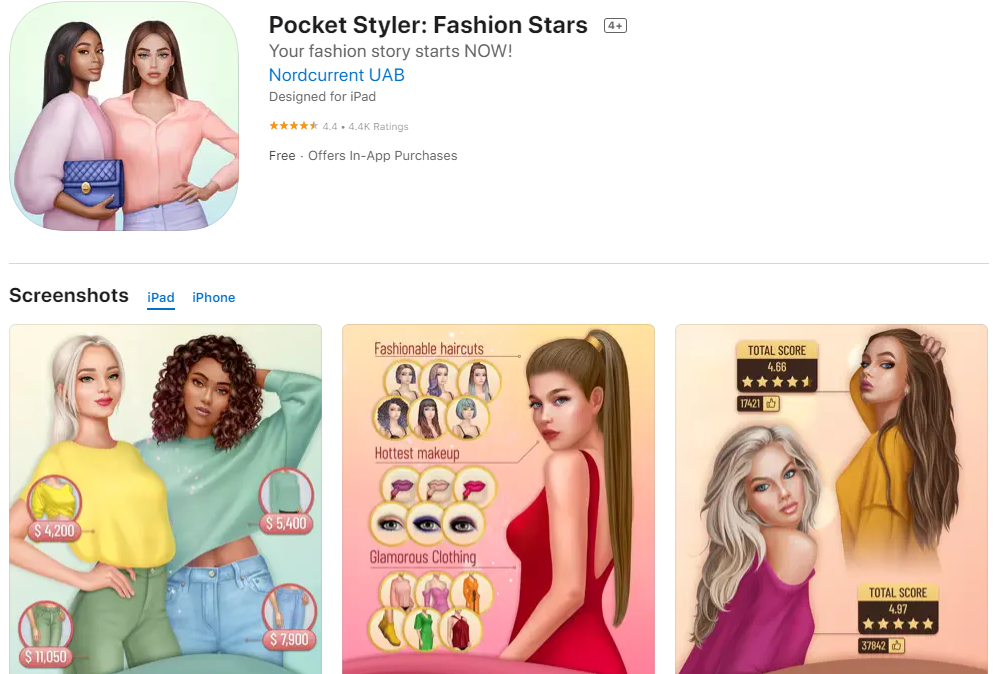 Pocket Styler: Fashion Stars 4+
Your fashion story starts NOW!
Nordcurrent UAB
Designed for iPad
4.4 • 4.4K Ratings
Free · Offers In-App Purchases
Screenshots iPad iPhone
$ 4,200
$ 5,400
$ 11,050
$ 7,900
Fashionable haircuts
Hottest makeup
Glamorous Clothing
TOTAL SCORE
4.66
17421
TOTAL SCORE
4.97
37842